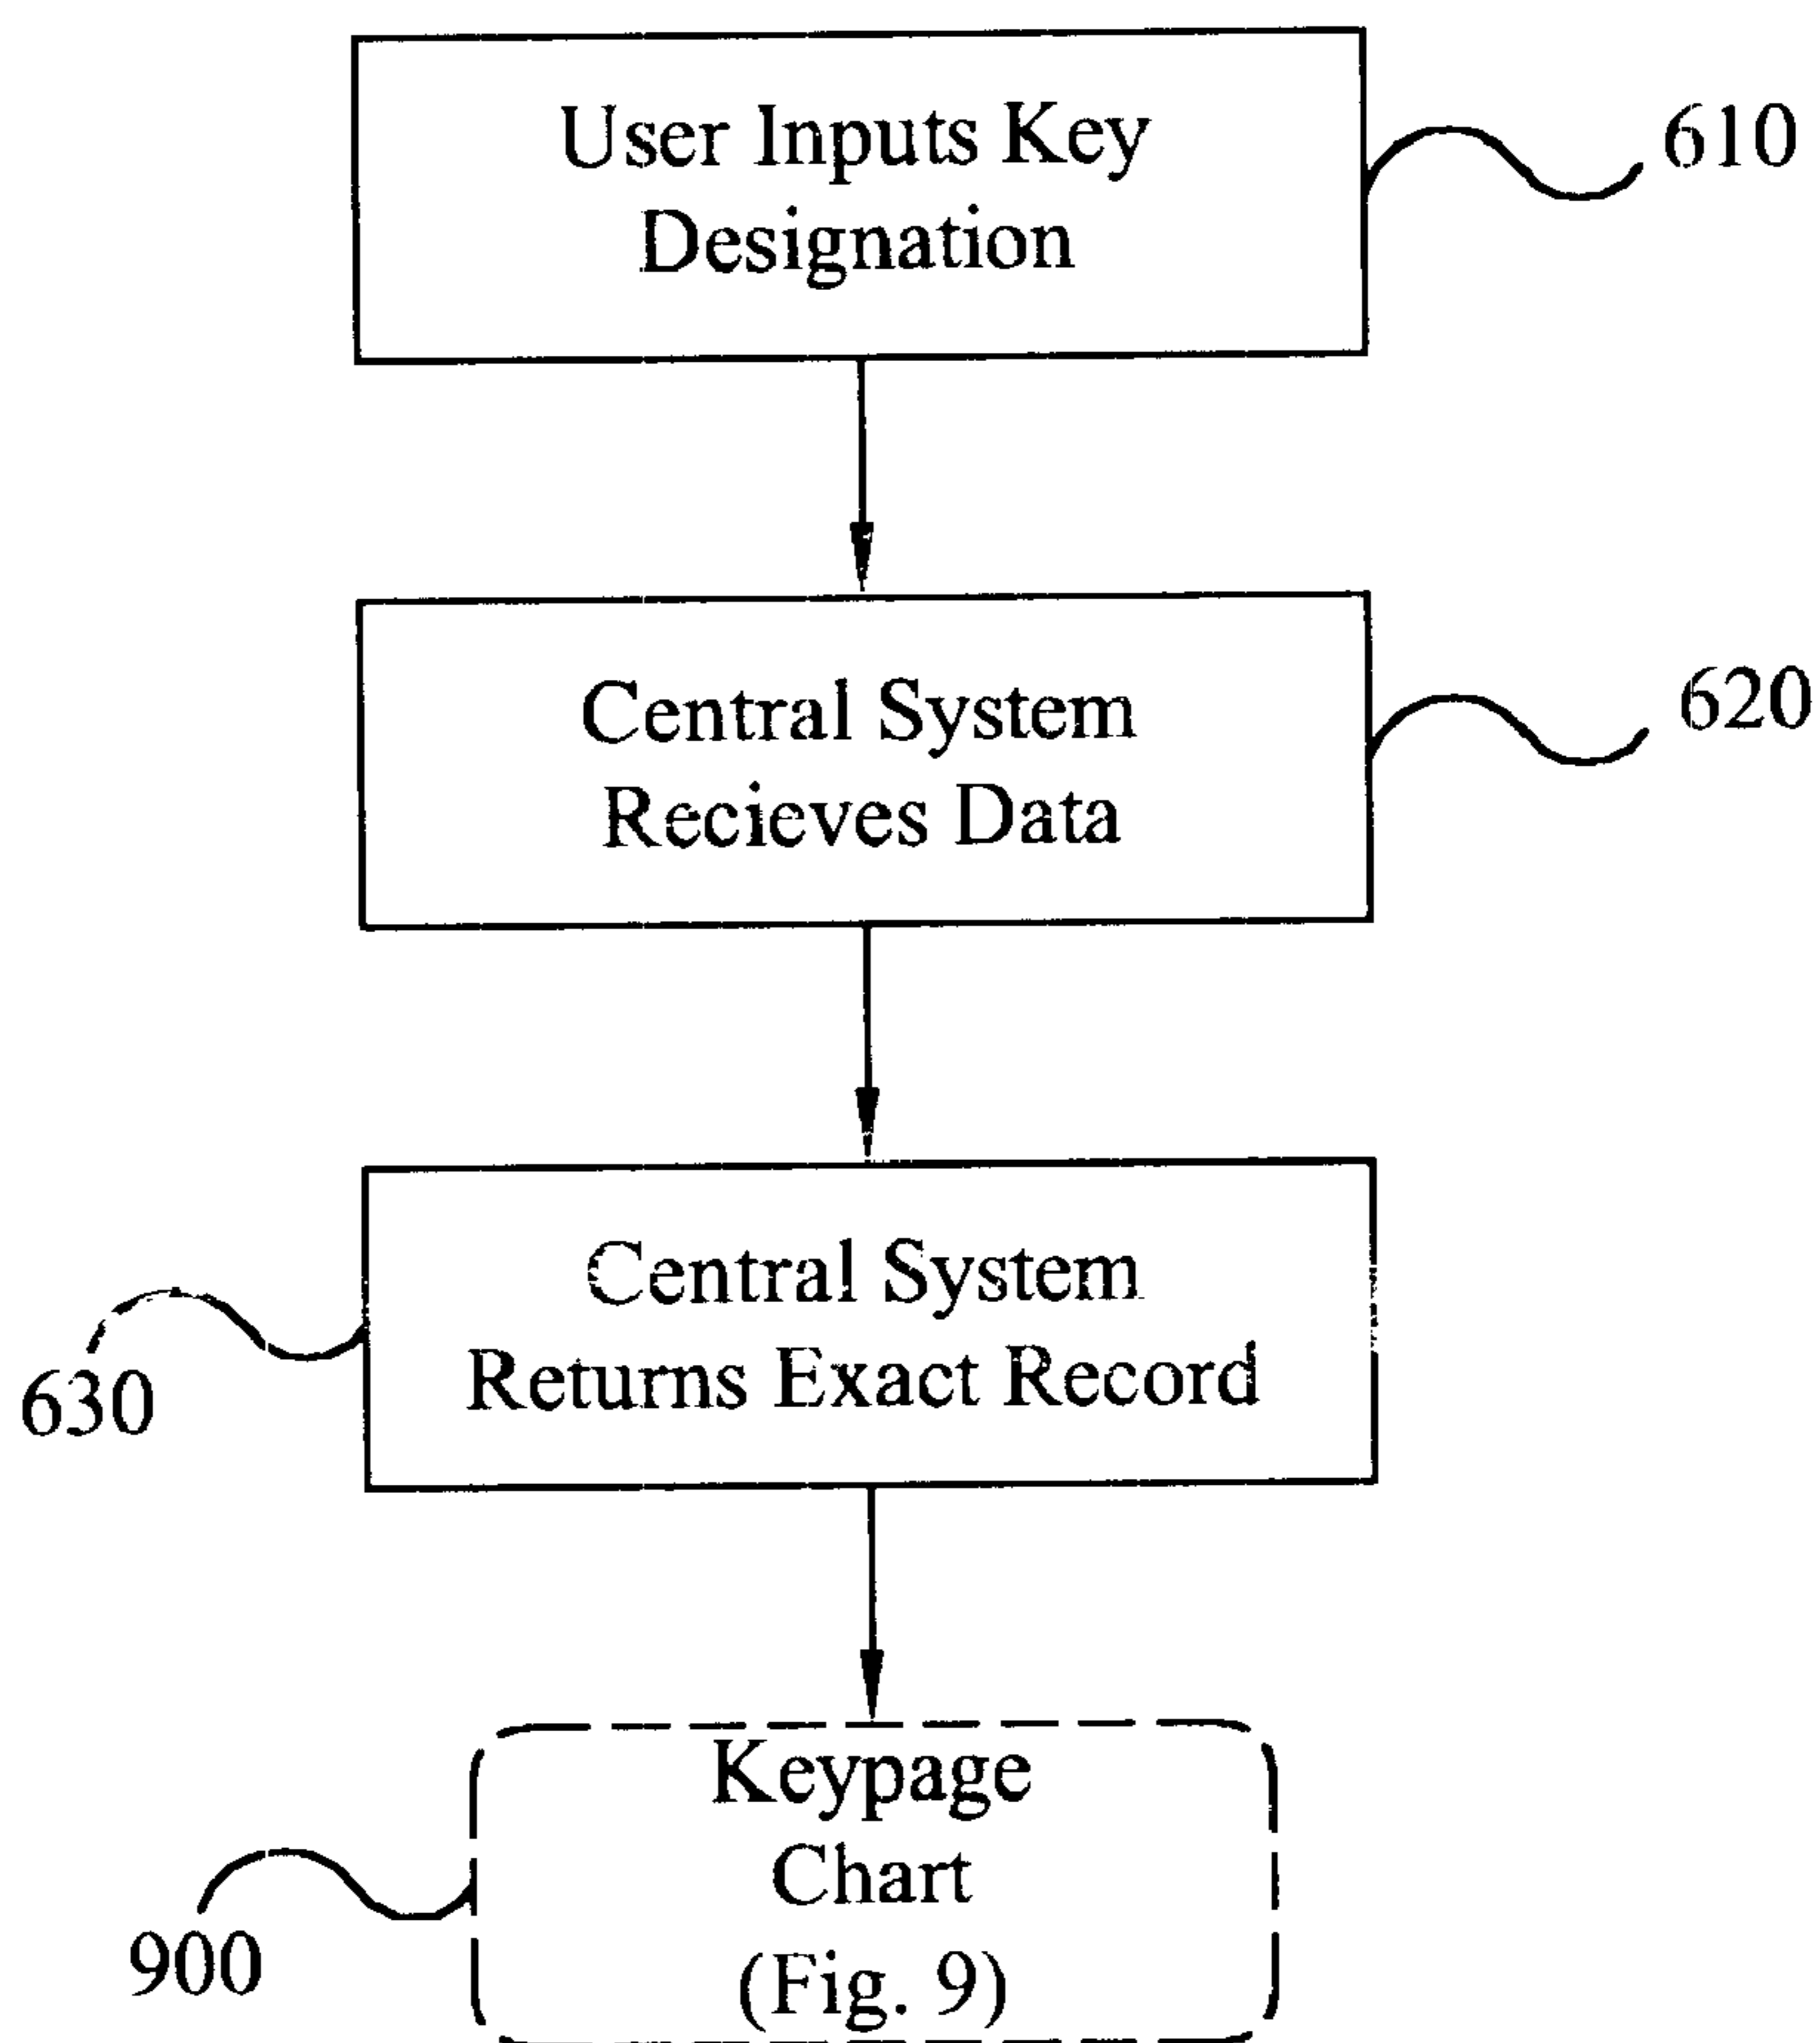 User Inputs Key
Designation
610
Central System
Recieves Data
620
Central System
Returns Exact Record
630
Keypage
Chart
(Fig. 9)
900